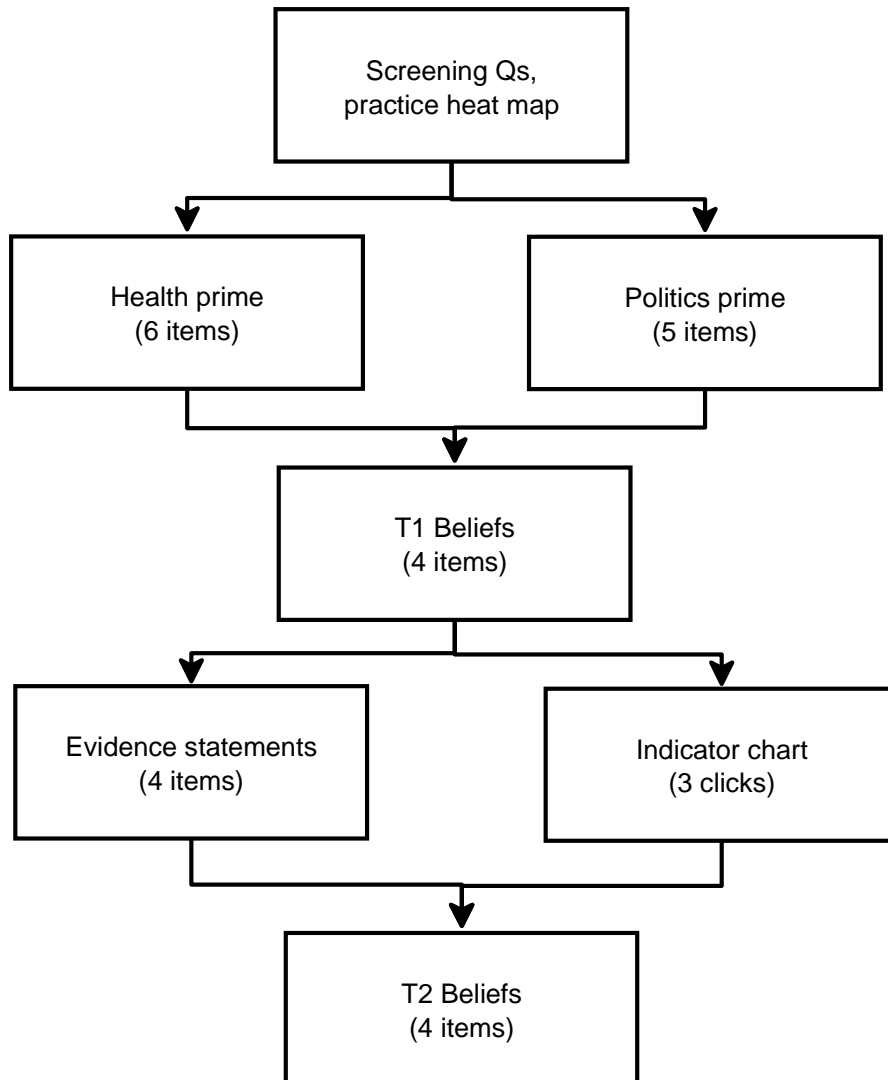 Screening Qs,
practice heat map
Health prime
(6 items)
Politics prime
(5 items)
T1 Beliefs
(4 items)
Evidence statements
(4 items)
Indicator chart
(3 clicks)
T2 Beliefs
(4 items)